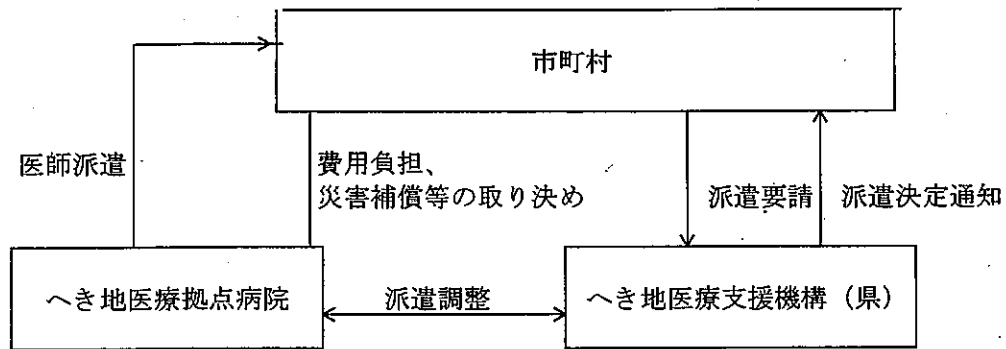 市町村
医師派遣
費用負担、
災害補償等の取り決め
派遣要請
派遣決定通知
へき地医療拠点病院
派遣調整
へき地医療支援機構（県）